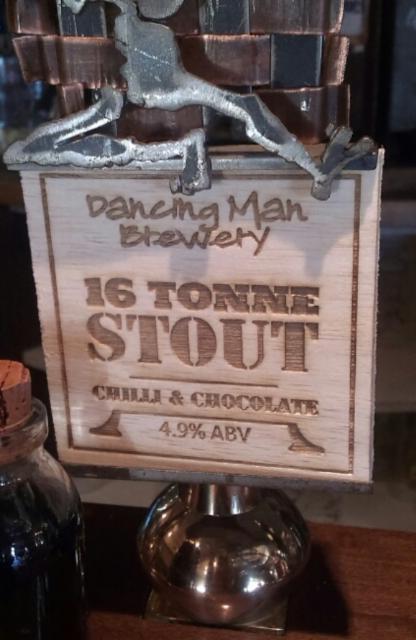 Dancing Man
Brewery
16 TONNE
STOUT
CHILLI & CHOCOLATE
4.9% ABV